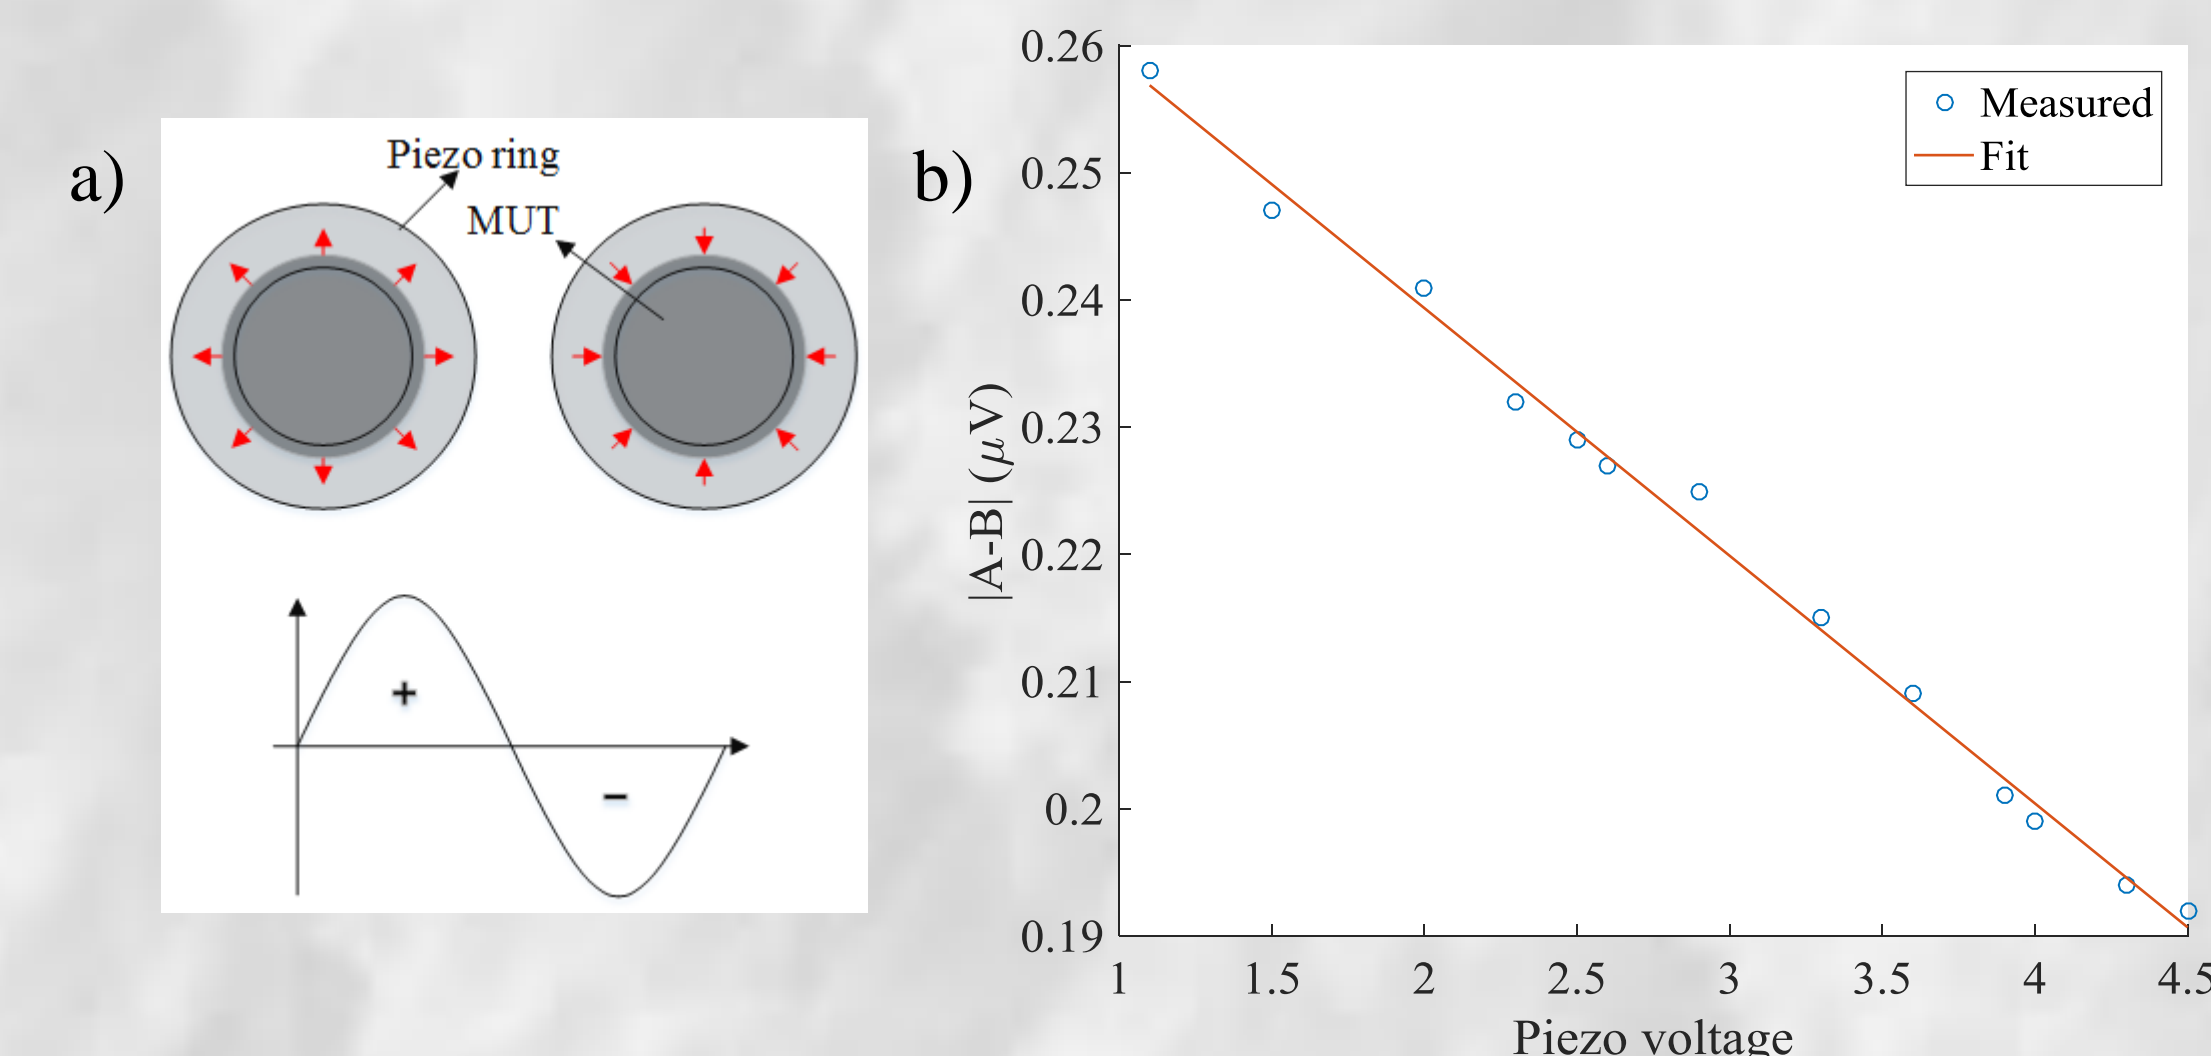 a)
Piezo ring
MUT
+
−
b)
|A-B| (μV)
0.26
0.25
0.24
0.23
0.22
0.21
0.2
0.19
1 1.5 2 2.5 3 3.5 4 4.5
Piezo voltage
Measured
Fit